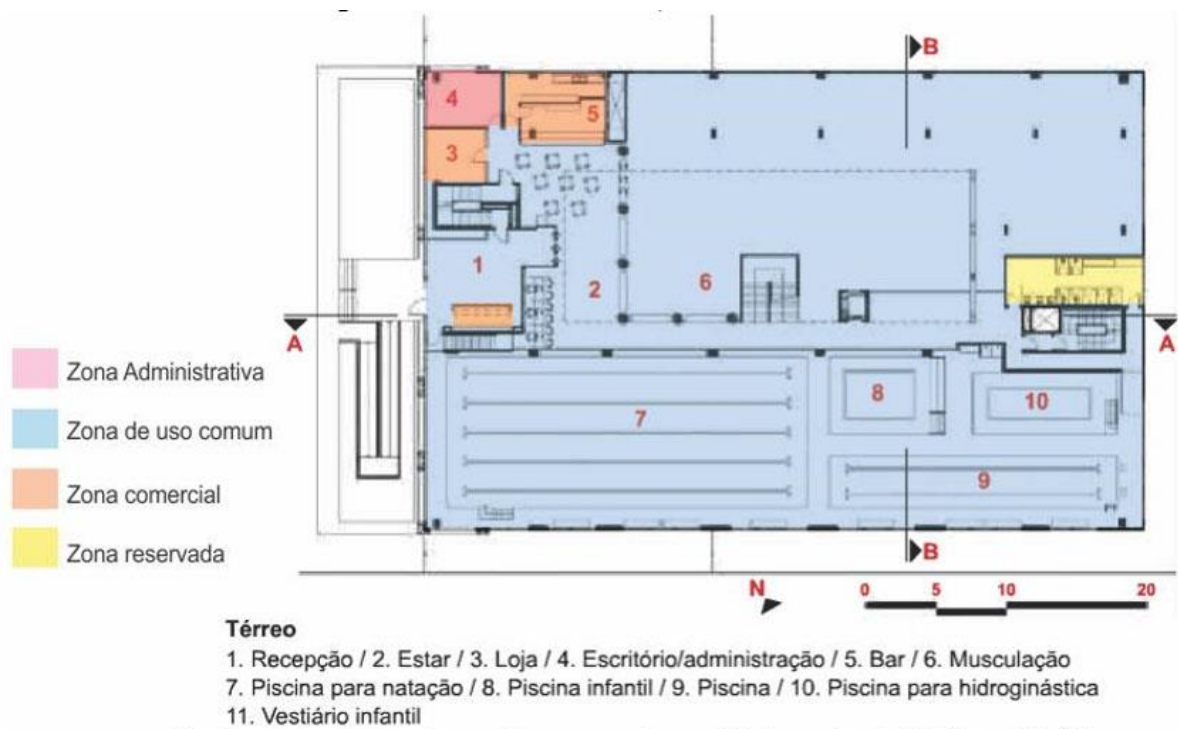 B
4
5
3
1
2
6
A
A
Zona Administrativa
Zona de uso comum
Zona comercial
Zona reservada
7
8
10
9
B
N
0 5 10 20
Térreo
1. Recepção / 2. Estar / 3. Loja / 4. Escritório/administração / 5. Bar / 6. Musculação
7. Piscina para natação / 8. Piscina infantil / 9. Piscina / 10. Piscina para hidroginástica
11. Vestiário infantil